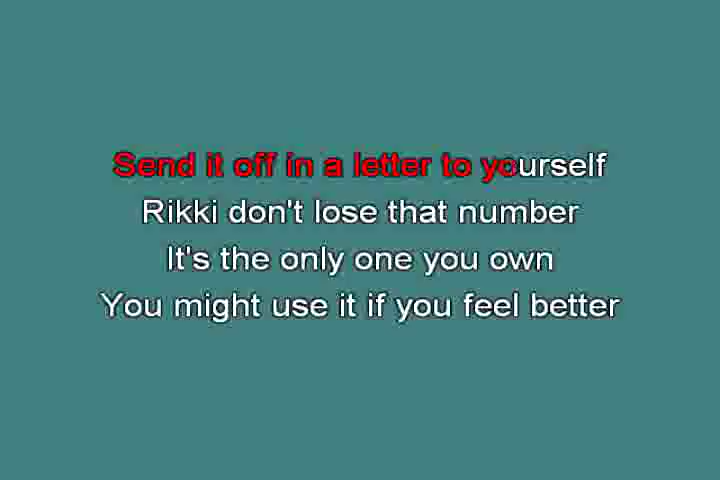 Send it off in a letter to yourself
Rikki don't lose that number
It's the only one you own
You might use it if you feel better